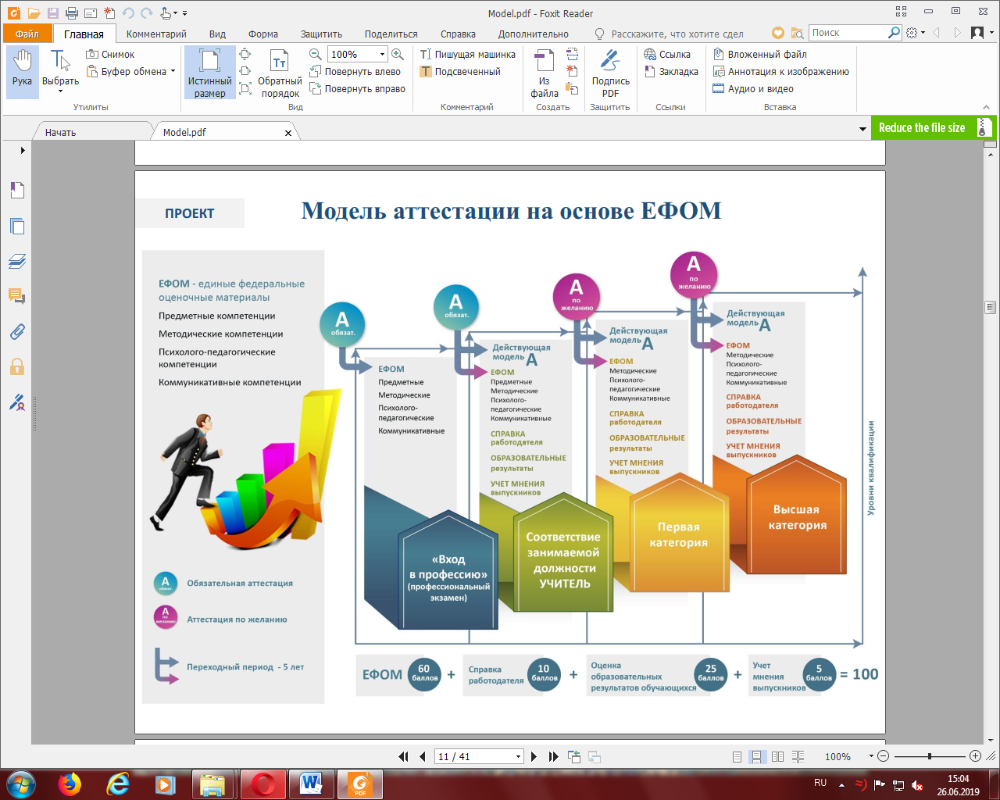 Model.pdf - Foxit Reader
Файл
Главная
Комментарий
Вид
Форма
Защитить
Поделиться
Справка
Дополнительно
Расскажите, что хотите сдел
Поиск
Рука
Выбрать
Снимок
Буфер обмена
Утилиты
Истинный
размер
Обратный
порядок
100%
Повернуть влево
Повернуть вправо
Вид
Пишущая машинка
Подсвеченный
Комментарий
Из
файла
Создать
Подпись
PDF
Защитить
Ссылка
Закладка
Ссылки
Вложенный файл
Аннотация к изображению
Аудио и видео
Вставка
Начать
Model.pdf
Reduce the file size
ПРОЕКТ
Модель аттестации на основе ЕФОМ
ЕФОМ - единые федеральные
оценочные материалы
Предметные компетенции
Методические компетенции
Психолого-педагогические
компетенции
Коммуникативные компетенции
А
обязат.
Обязательная аттестация
А
по
желанию
Аттестация по желанию
Переходный период - 5 лет
А
обязат.
ЕФОМ
Предметные
Методические
Психолого-
педагогические
Коммуникативные
«Вход
в профессию»
(профессиональный
экзамен)
А
обязат.
Действующая
модель А
ЕФОМ
Предметные
Методические
Психолого-
педагогические
Коммуникативные
СПРАВКА
работодателя
ОБРАЗОВАТЕЛЬНЫЕ
результаты
УЧЕТ МНЕНИЯ
выпускников
Соответствие
занимаемой
должности
УЧИТЕЛЬ
А
по
желанию
Действующая
модель А
ЕФОМ
Методические
Психолого-
педагогические
Коммуникативные
СПРАВКА
работодателя
ОБРАЗОВАТЕЛЬНЫЕ
результаты
УЧЕТ МНЕНИЯ
выпускников
Первая
категория
А
по
желанию
Действующая
модель А
ЕФОМ
Методические
Психолого-
педагогические
Коммуникативные
СПРАВКА
работодателя
ОБРАЗОВАТЕЛЬНЫЕ
результаты
УЧЕТ МНЕНИЯ
выпускников
Высшая
категория
Уровни квалификации
ЕФОМ
60
баллов
+
Справка
работодателя
10
баллов
+
Оценка
образовательных
результатов обучающихся
25
баллов
+
Учет
мнения
выпускников
5
баллов
= 100
11 / 41
100%
PDF
RU
15:04
26.06.2019